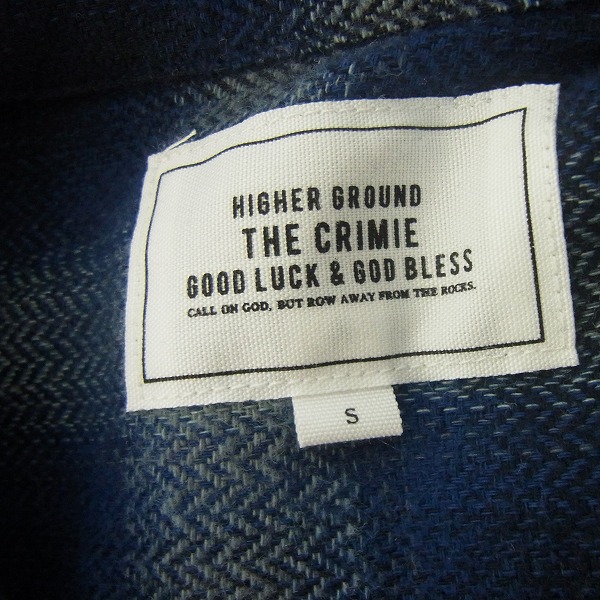 HIGHER GROUND
THE CRIMIE
GOOD LUCK & GOD BLESS
CALL ON GOD, BUT ROW AWAY FROM THE ROCKS.
S